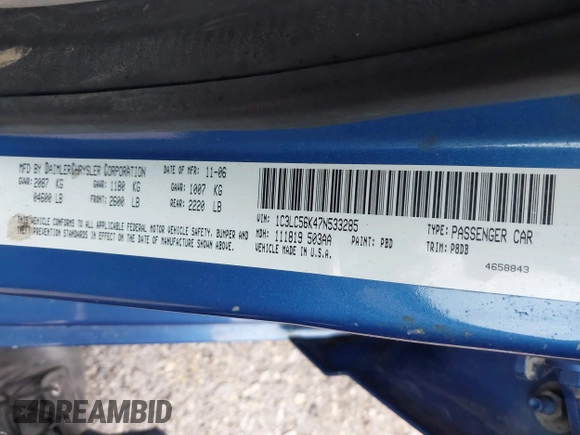 MFD BY DAIMLERCHRYSLER CORPORATION DATE OF MFR: 11-06
GVWR: 2087 KG GAWR: 1180 KG GAWR: 1007 KG
04600 LB FRONT: 2600 LB REAR: 2220 LB
THIS VEHICLE CONFORMS TO ALL APPLICABLE FEDERAL MOTOR VEHICLE SAFETY, BUMPER AND
THEFT PREVENTION STANDARDS IN EFFECT ON THE DATE OF MANUFACTURE SHOWN ABOVE.
VIN: 1C3LC56K47N533285 TYPE: PASSENGER CAR
MDH: 111819 503AA PAINT: PBD TRIM: P8DB
VEHICLE MADE IN U.S.A.
4658843
DREAMBID